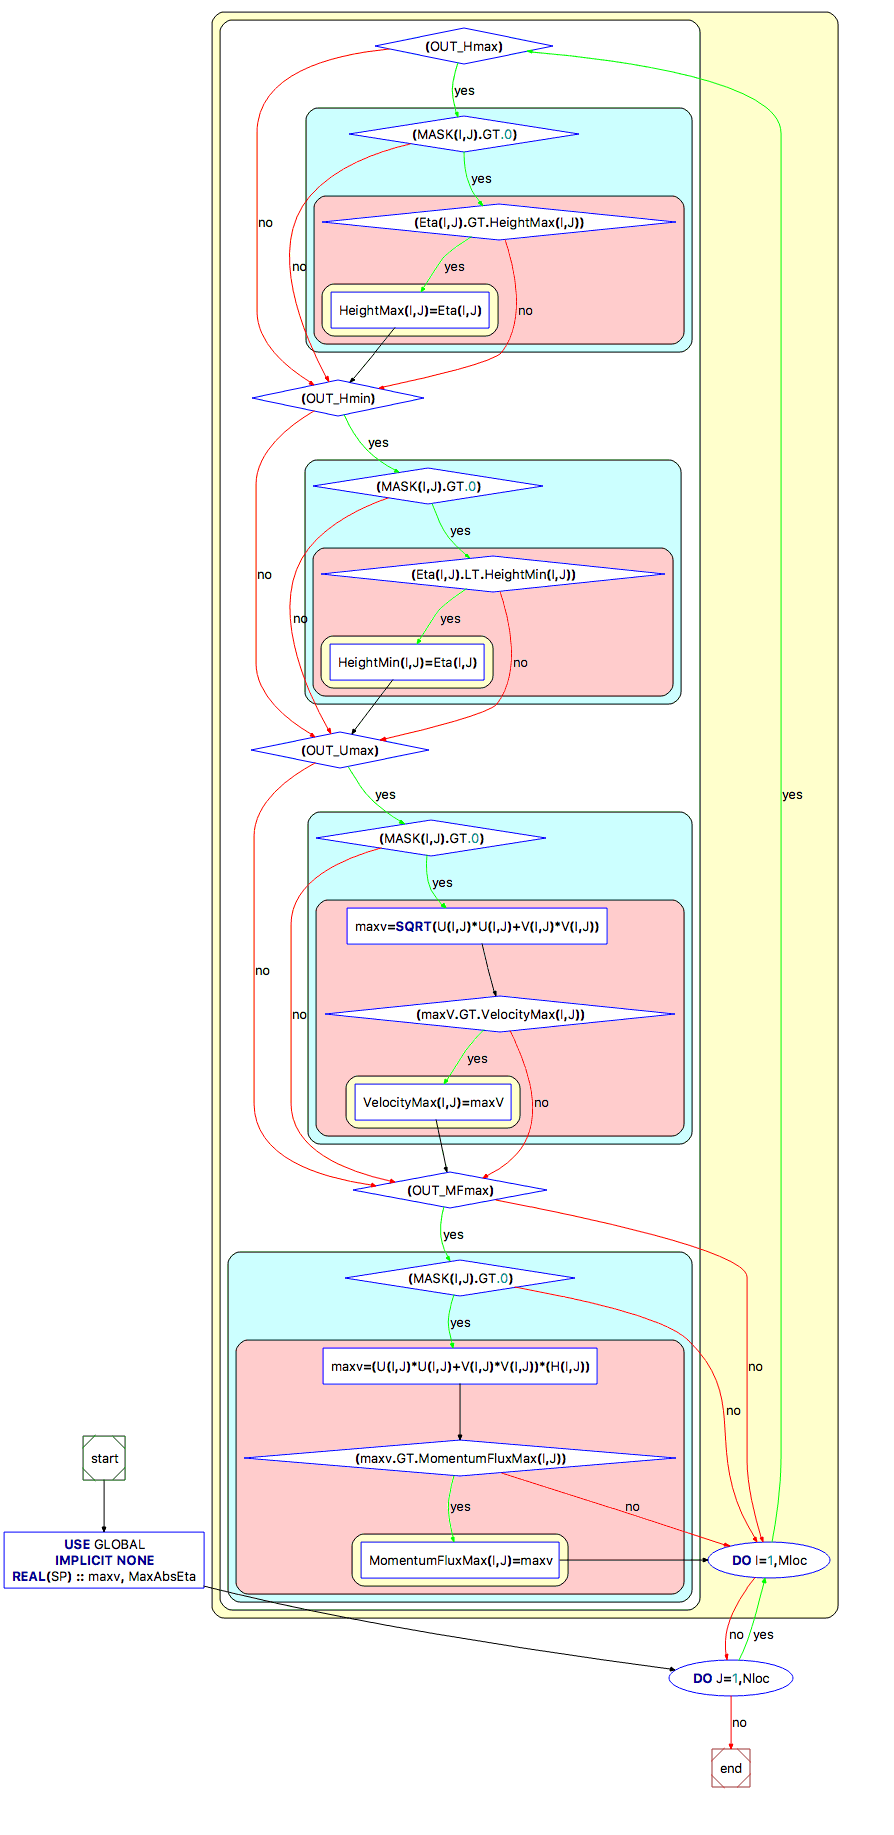 (OUT_Hmax)
yes
(MASK(I,J).GT.0)
yes
no
(Eta(I,J).GT.HeightMax(I,J))
no
yes
HeightMax(I,J)=Eta(I,J)
no
(OUT_Hmin)
yes
(MASK(I,J).GT.0)
yes
no
(Eta(I,J).LT.HeightMin(I,J))
no
yes
HeightMin(I,J)=Eta(I,J)
no
(OUT_Umax)
yes
yes
(MASK(I,J).GT.0)
yes
maxv=SQRT(U(I,J)*U(I,J)+V(I,J)*V(I,J))
no
no
(maxV.GT.VelocityMax(I,J))
yes
VelocityMax(I,J)=maxV
no
(OUT_MFmax)
yes
(MASK(I,J).GT.0)
yes
maxv=(U(I,J)*U(I,J)+V(I,J)*V(I,J))*(H(I,J))
no
no
start
(maxv.GT.MomentumFluxMax(I,J))
yes
no
USE GLOBAL
IMPLICIT NONE
REAL(SP) :: maxv, MaxAbsEta
MomentumFluxMax(I,J)=maxv
DO I=1,Mloc
no
yes
DO J=1,Nloc
no
end